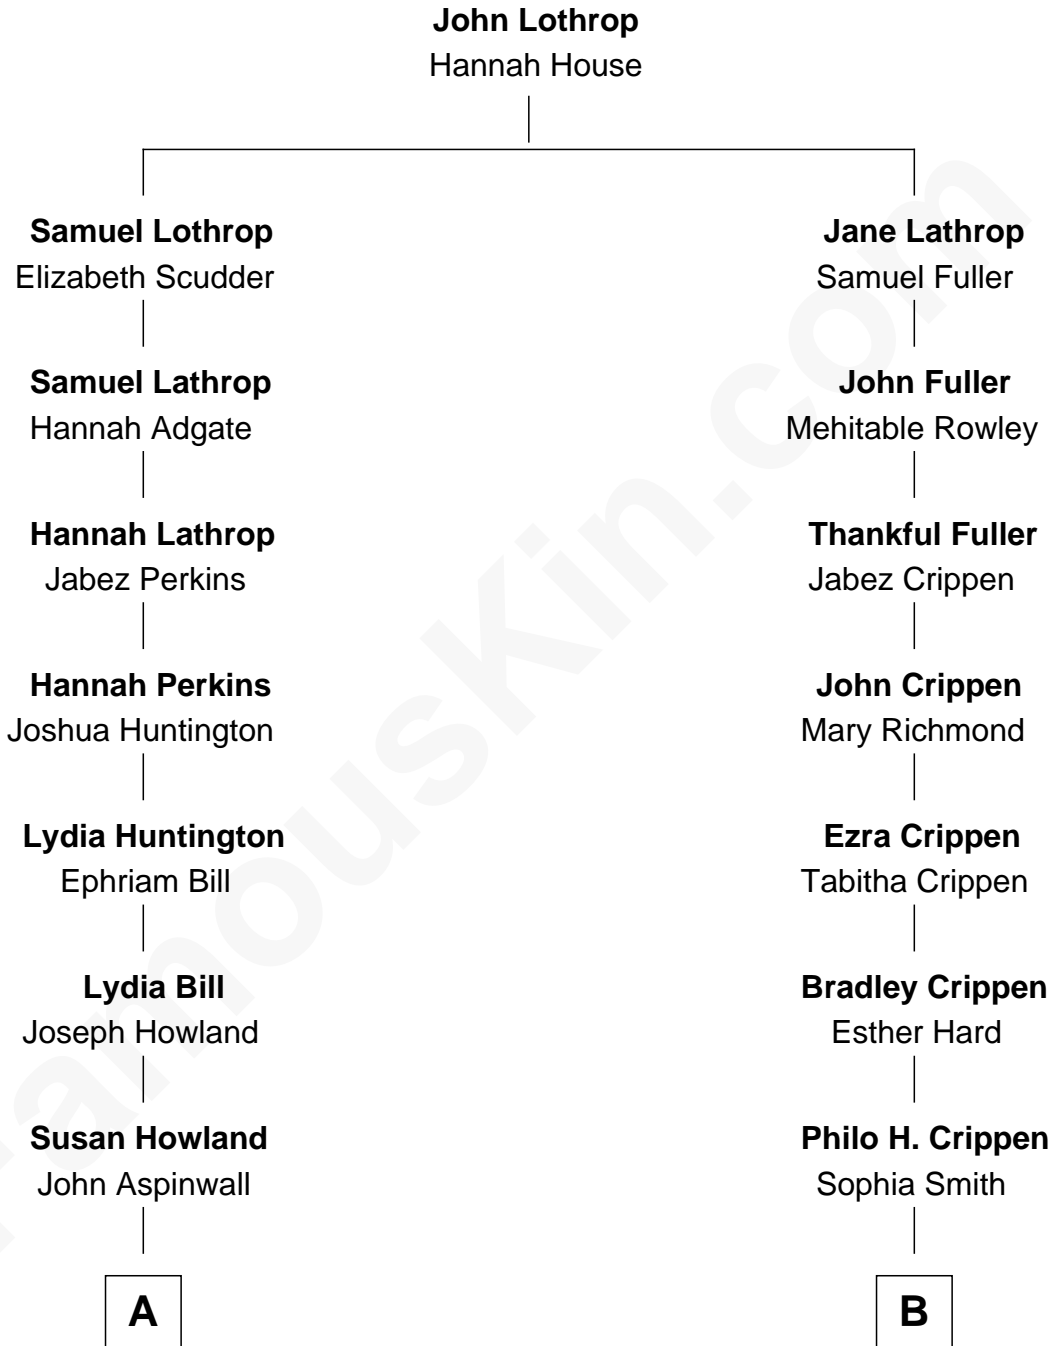 John Lothrop
Hannah House
Samuel Lothrop
Elizabeth Scudder
Jane Lathrop
Samuel Fuller
Samuel Lathrop
Hannah Adgate
John Fuller
Mehitable Rowley
Hannah Lathrop
Jabez Perkins
Thankful Fuller
Jabez Crippen
Hannah Perkins
Joshua Huntington
John Crippen
Mary Richmond
Lydia Huntington
Ephriam Bill
Ezra Crippen
Tabitha Crippen
Lydia Bill
Joseph Howland
Bradley Crippen
Esther Hard
Susan Howland
John Aspinwall
Philo H. Crippen
Sophia Smith
A
B
FamousKin.com